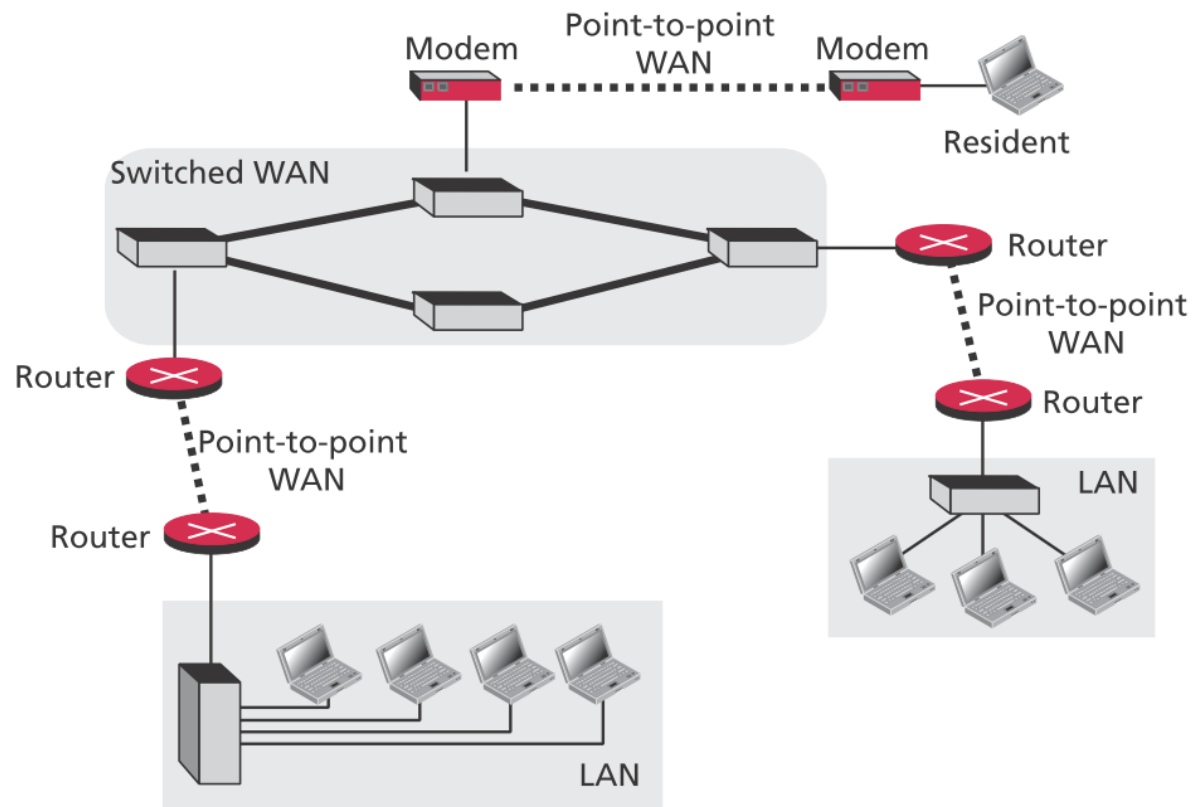 Point-to-point
WAN
Modem
Modem
Resident
Switched WAN
Router
Point-to-point
WAN
Router
Router
Point-to-point
WAN
Router
LAN
LAN